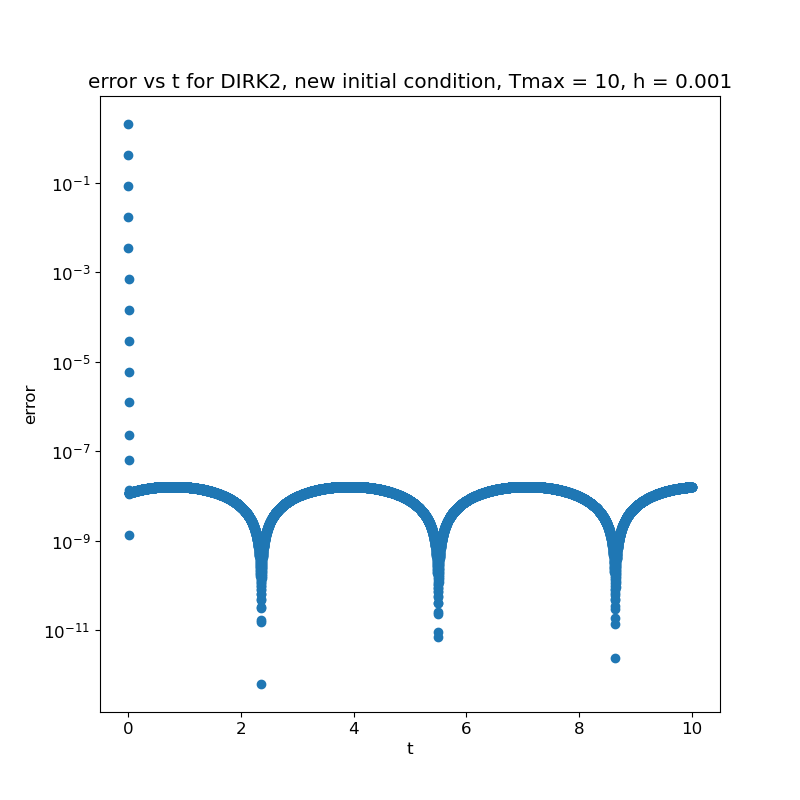 error vs t for DIRK2, new initial condition, Tmax = 10, h = 0.001
10⁻¹
10⁻³
10⁻⁵
10⁻⁷
10⁻⁹
10⁻¹¹
error
0 2 4 6 8 10
t